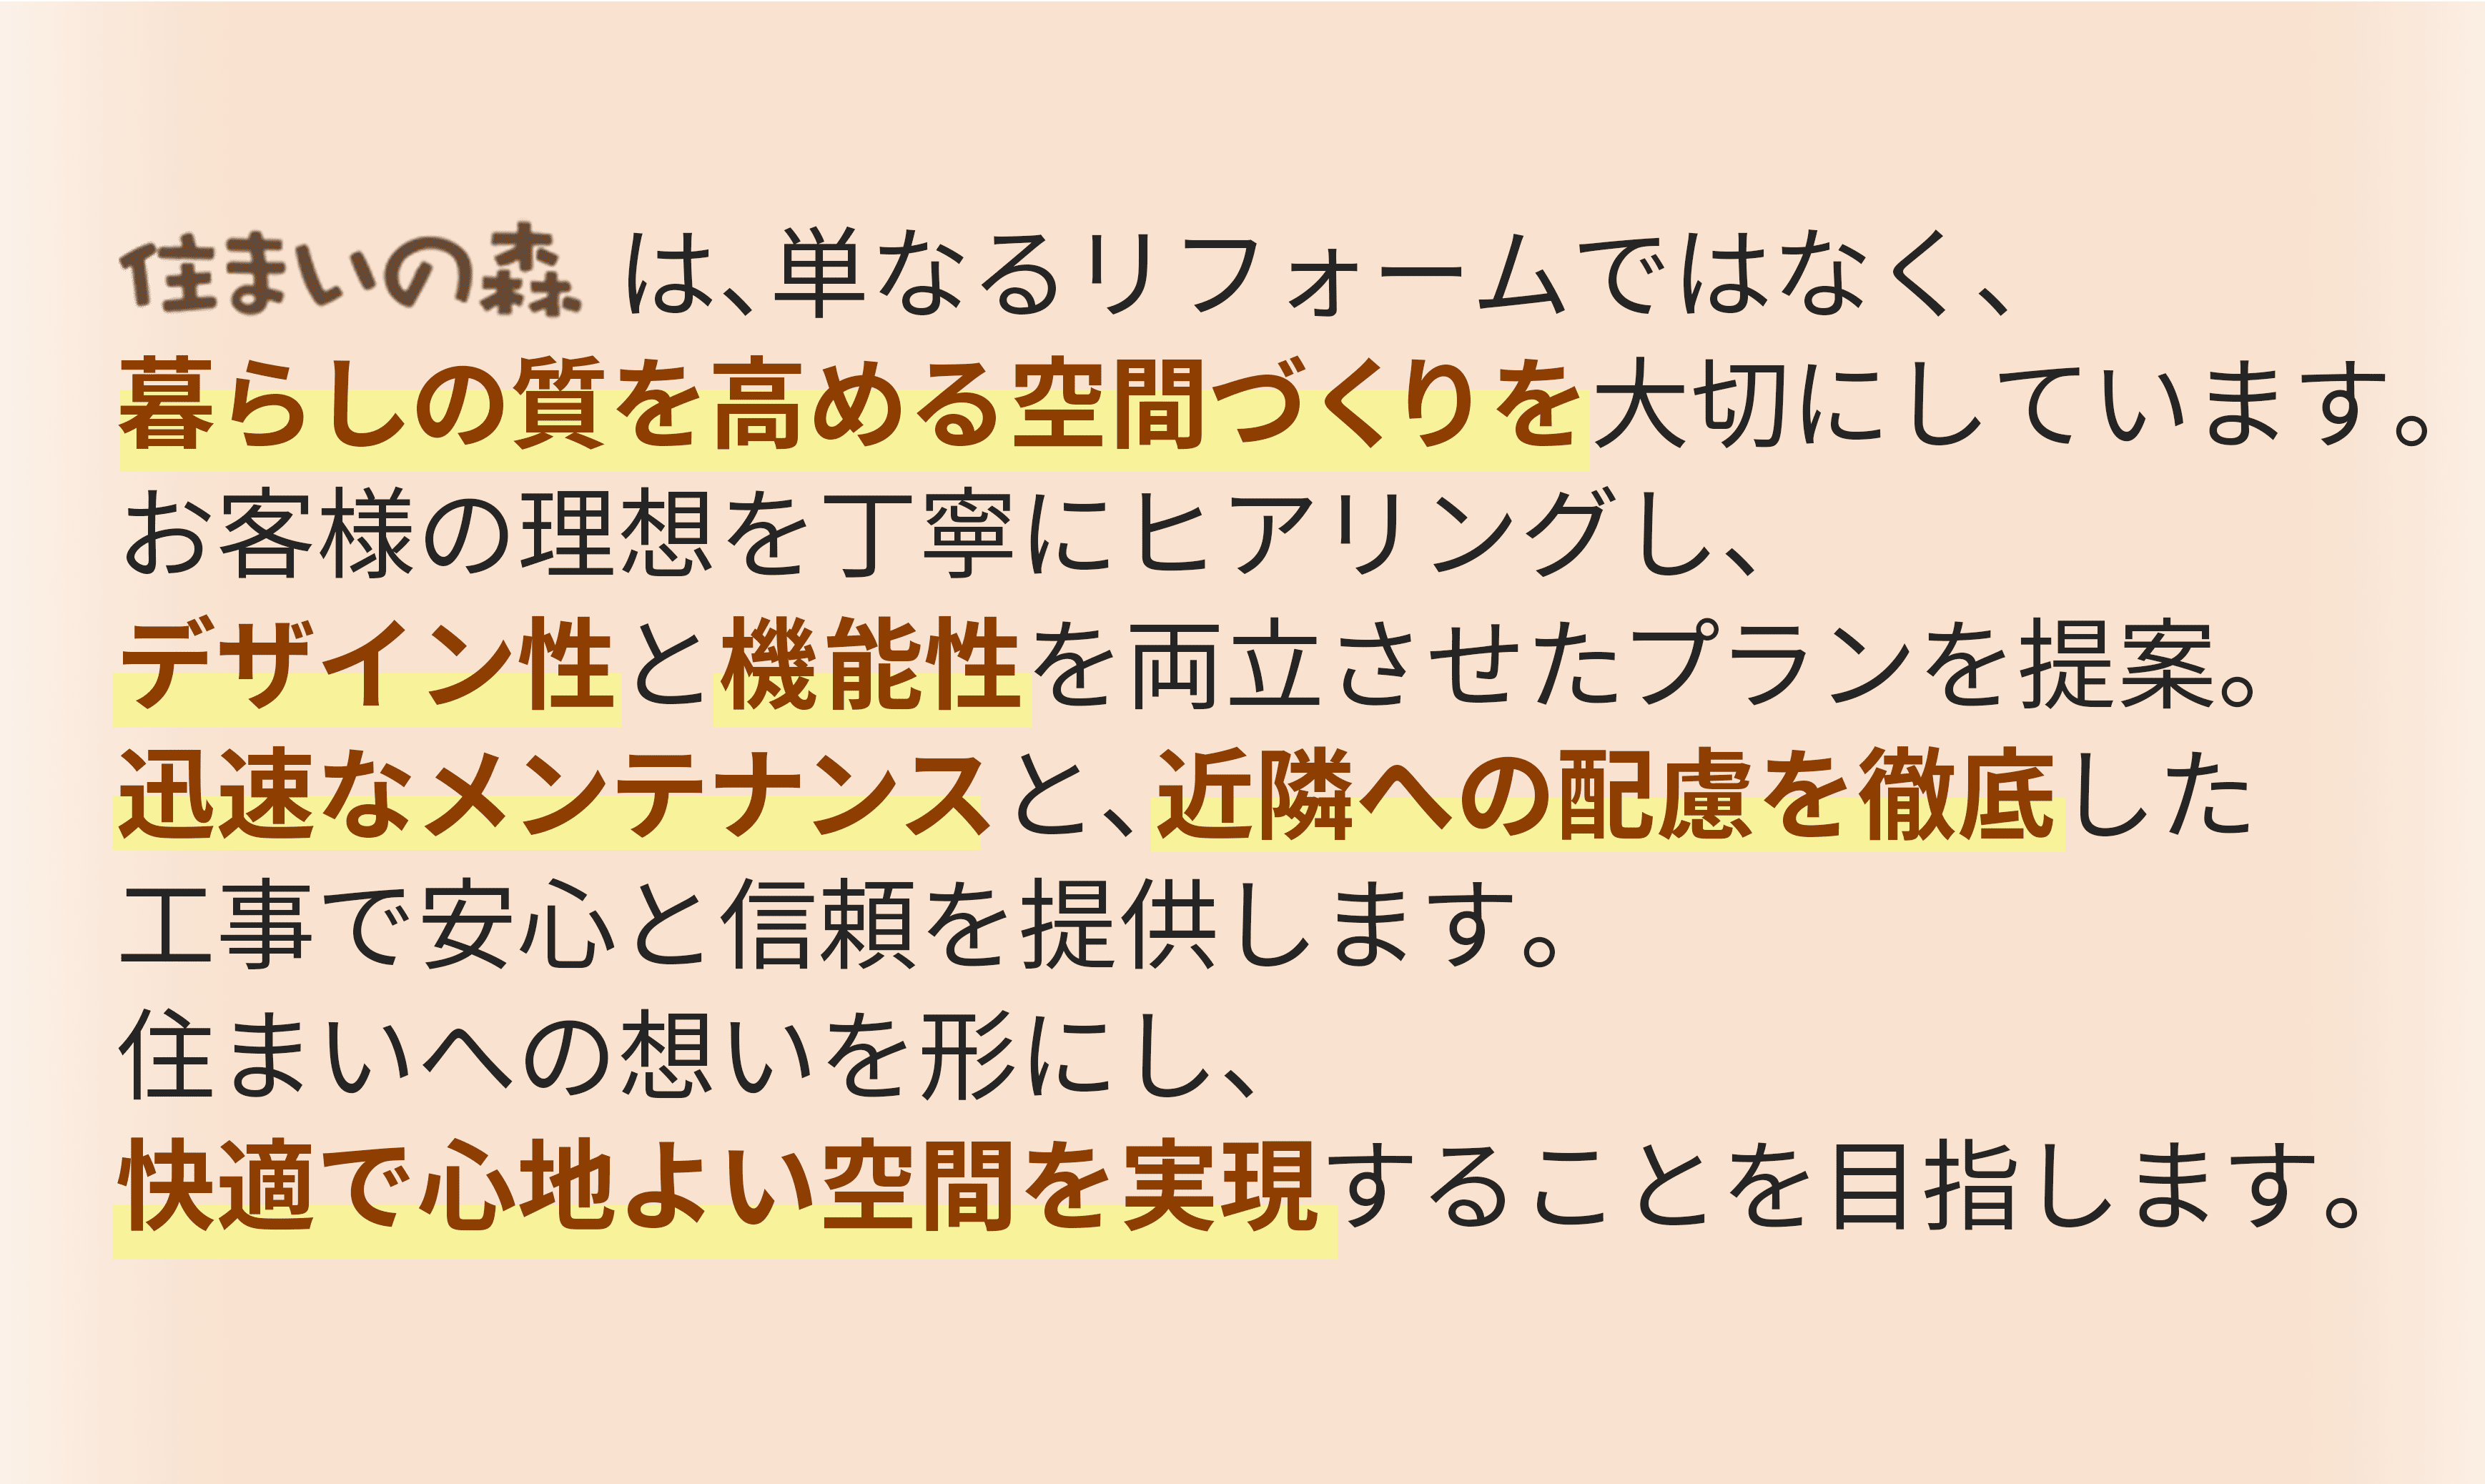 住まいの森 は、単なるリフォームではなく、
暮らしの質を高める空間づくりを大切にしています。
お客様の理想を丁寧にヒアリングし、
デザイン性と機能性を両立させたプランを提案。
迅速なメンテナンスと、近隣への配慮を徹底した
工事で安心と信頼を提供します。
住まいへの想いを形にし、
快適で心地よい空間を実現することを目指します。